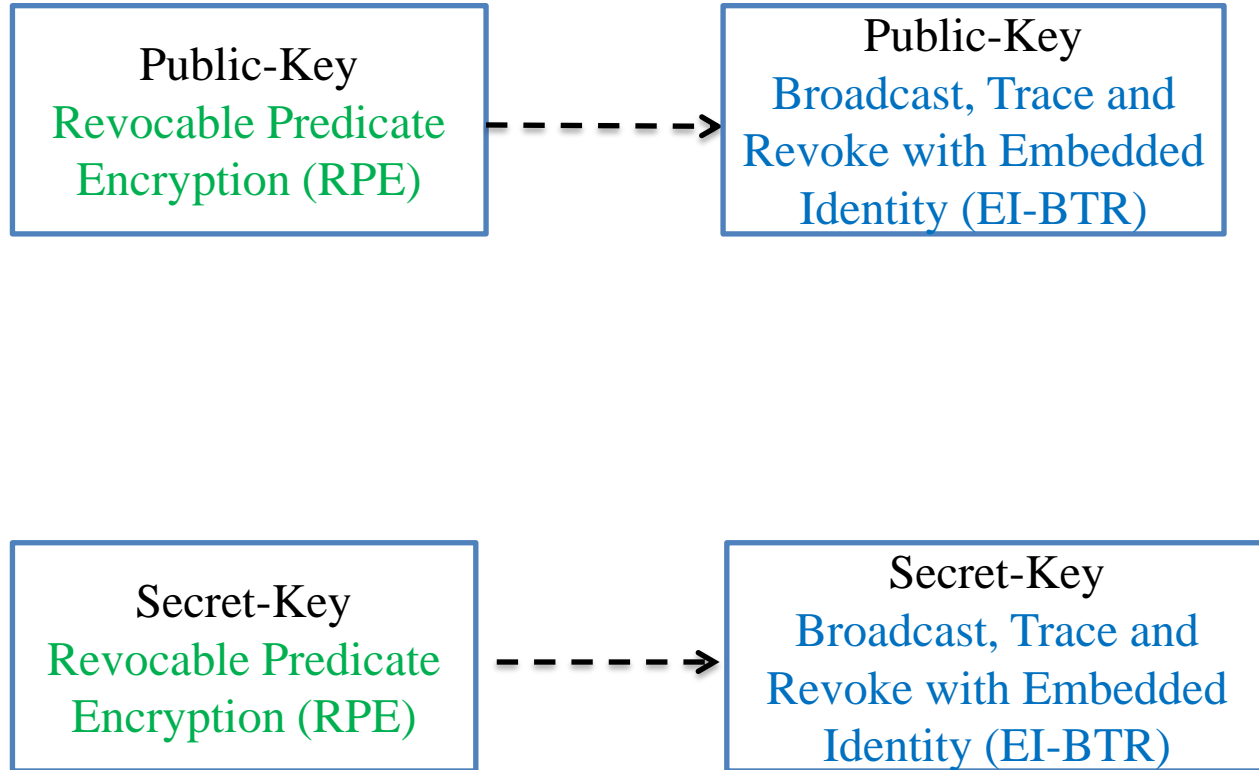 Public-Key
Revocable Predicate
Encryption (RPE)
Public-Key
Broadcast, Trace and
Revoke with Embedded
Identity (EI-BTR)
Secret-Key
Revocable Predicate
Encryption (RPE)
Secret-Key
Broadcast, Trace and
Revoke with Embedded
Identity (EI-BTR)